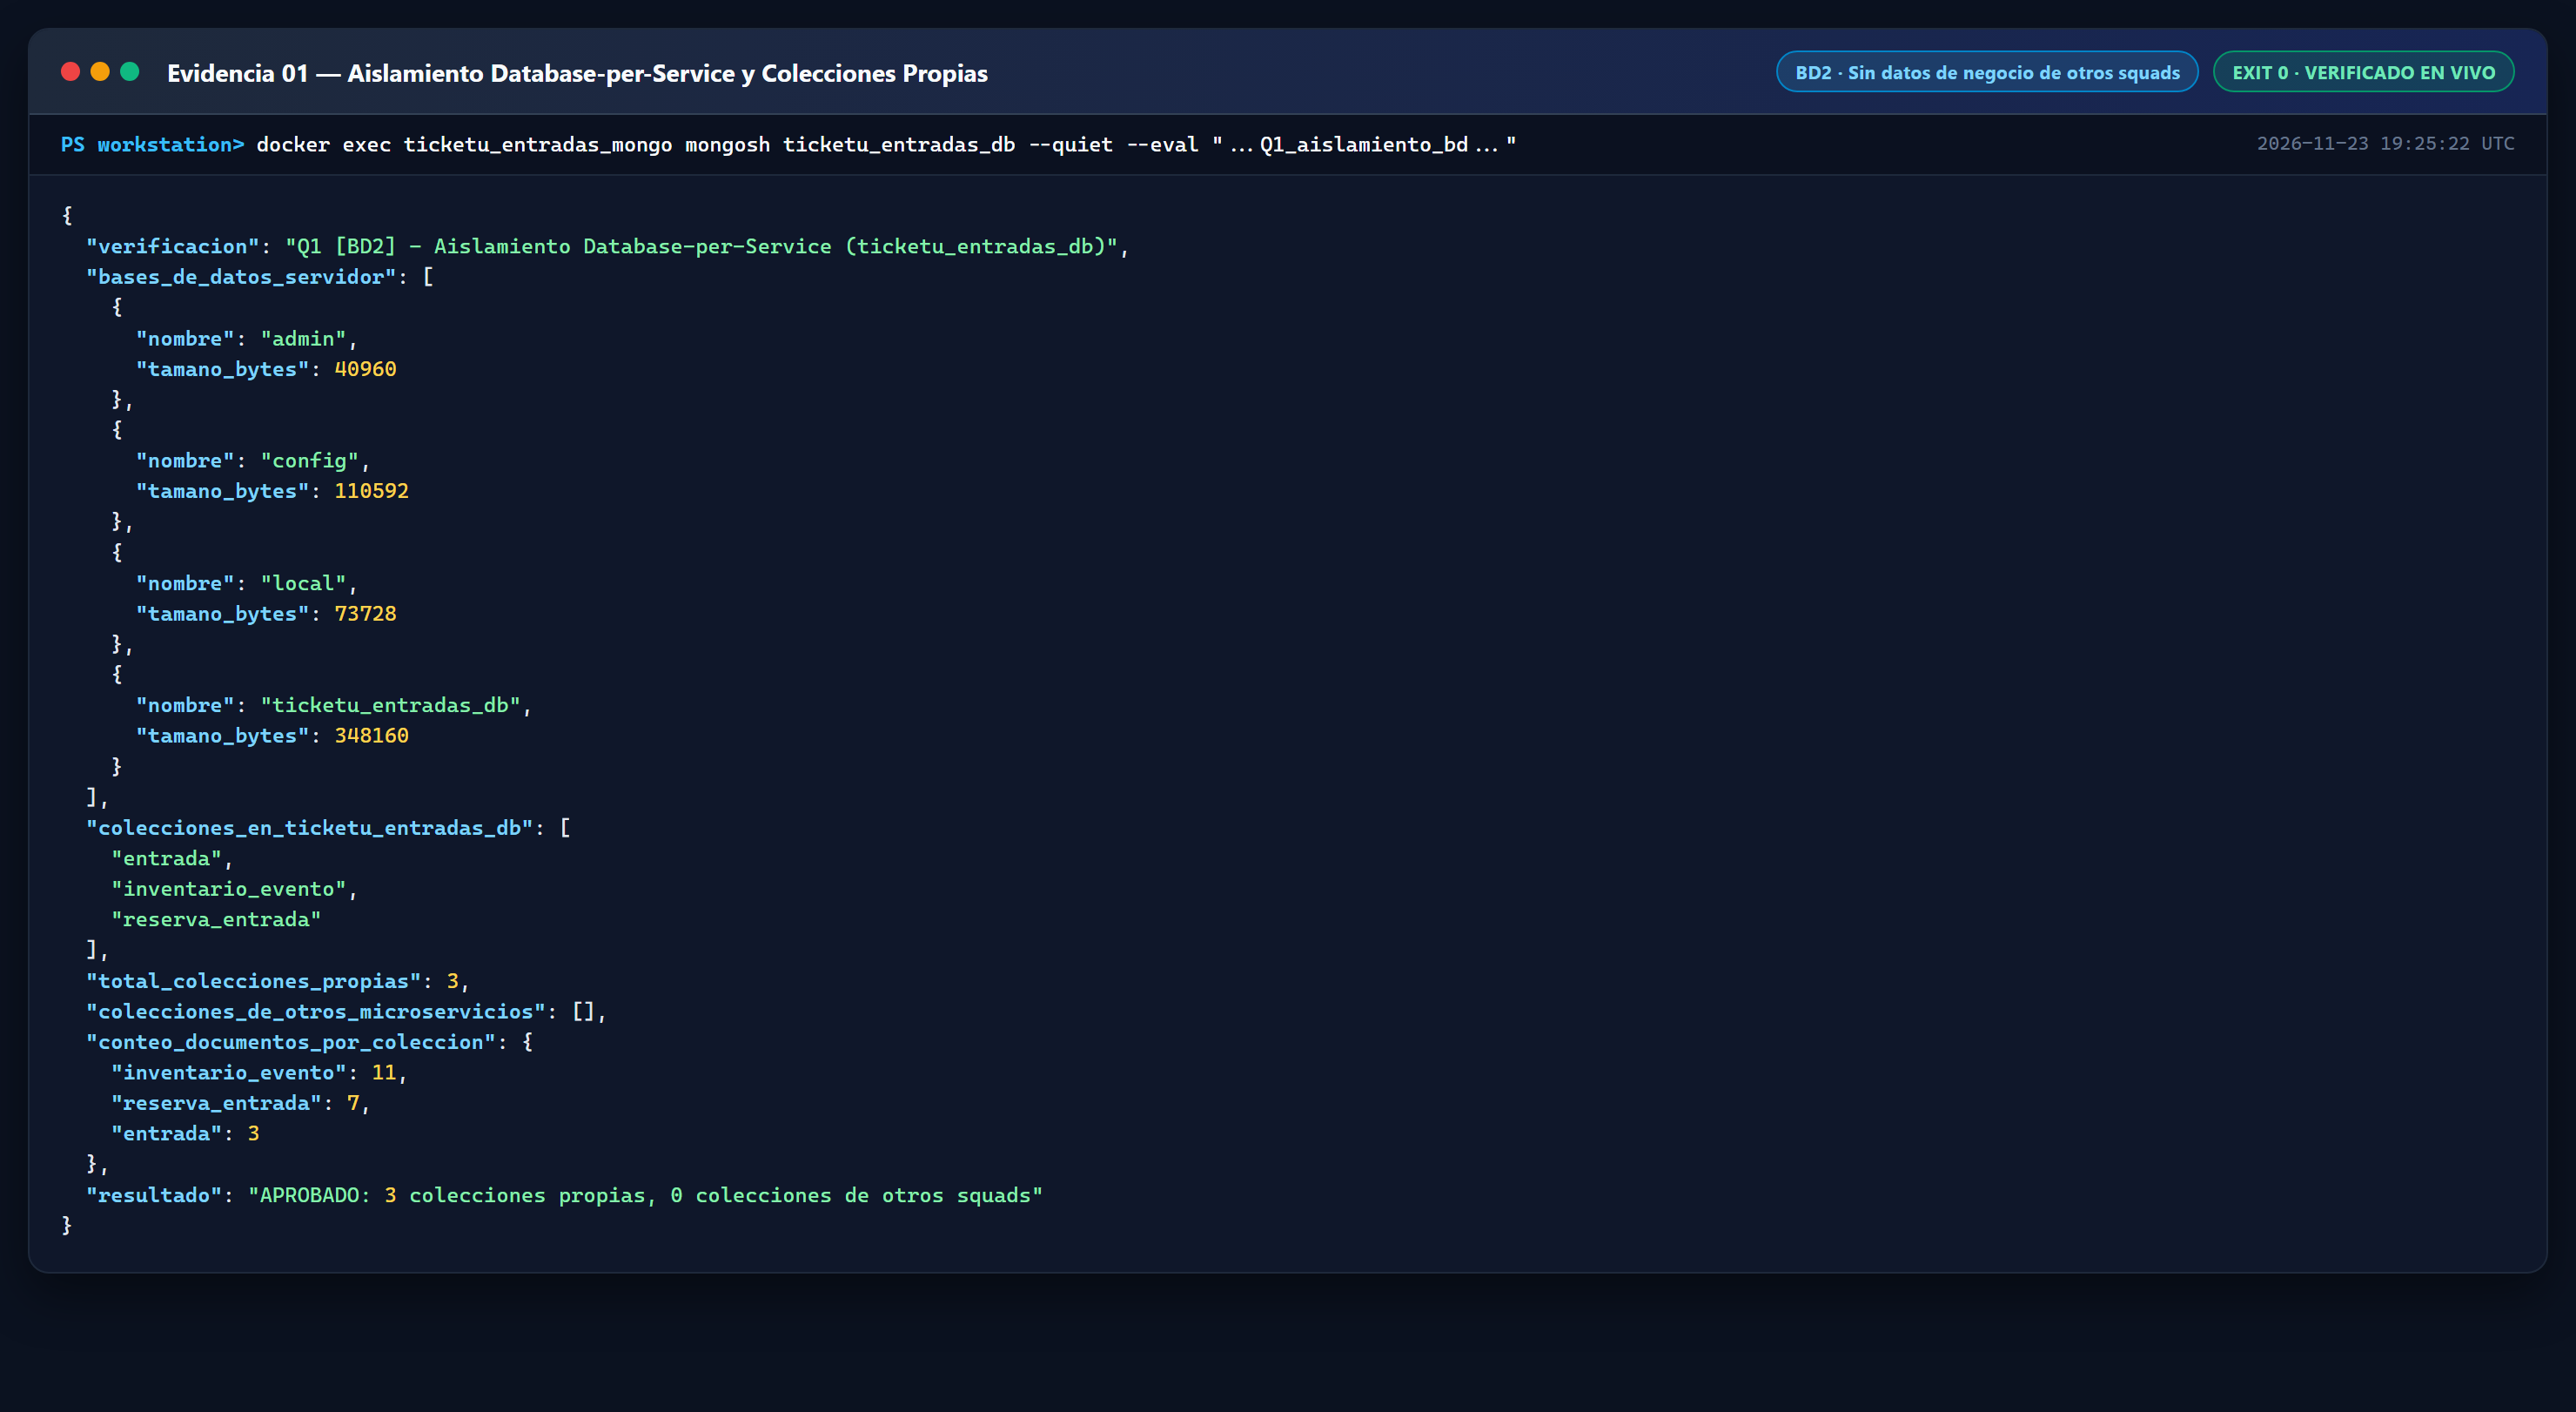 Evidencia 01 — Aislamiento Database-per-Service y Colecciones Propias
BD2 · Sin datos de negocio de otros squads
EXIT 0 · VERIFICADO EN VIVO
PS workstation> docker exec ticketu_entradas_mongo mongosh ticketu_entradas_db --quiet --eval "...Q1_aislamiento_bd..."
2026-11-23 19:25:22 UTC
{
  "verificacion": "Q1 [BD2] - Aislamiento Database-per-Service (ticketu_entradas_db)",
  "bases_de_datos_servidor": [
    {
      "nombre": "admin",
      "tamano_bytes": 40960
    },
    {
      "nombre": "config",
      "tamano_bytes": 110592
    },
    {
      "nombre": "local",
      "tamano_bytes": 73728
    },
    {
      "nombre": "ticketu_entradas_db",
      "tamano_bytes": 348160
    }
  ],
  "colecciones_en_ticketu_entradas_db": [
    "entrada",
    "inventario_evento",
    "reserva_entrada"
  ],
  "total_colecciones_propias": 3,
  "colecciones_de_otros_microservicios": [],
  "conteo_documentos_por_coleccion": {
    "inventario_evento": 11,
    "reserva_entrada": 7,
    "entrada": 3
  },
  "resultado": "APROBADO: 3 colecciones propias, 0 colecciones de otros squads"
}